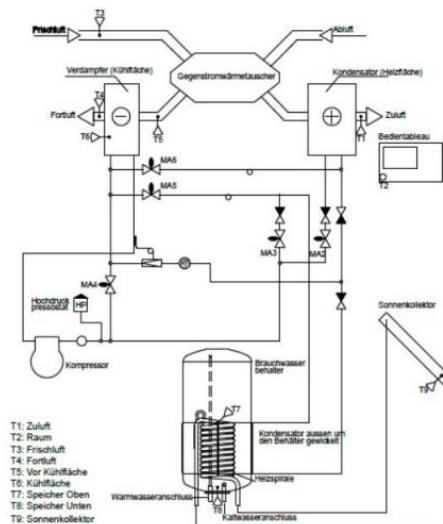 T3
Frischluft
Abluft
Verdampfer (Kühlfläche)
Kondensator (Heizfläche)
Gegenstromwärmetauscher
T4
Fortluft
Zuluft
T6
T5
T1
Bedientableau
MA6
T2
MA5
MA3
MA2
MA4
Hochdruck
pressostat
HP
Sonnenkollektor
Kompressor
Brauchwasser
behälter
T9
T7
Kondensator aussen um
den Behälter gewickelt
T1: Zuluft
T2: Raum
T3: Frischluft
T4: Fortluft
T5: Vor Kühlfläche
T6: Kühlfläche
T7: Speicher Oben
T8: Speicher Unten
T9: Sonnenkollektor
Heizspirale
Warmwasseranschluss
T8
Kaltwasseranschluss